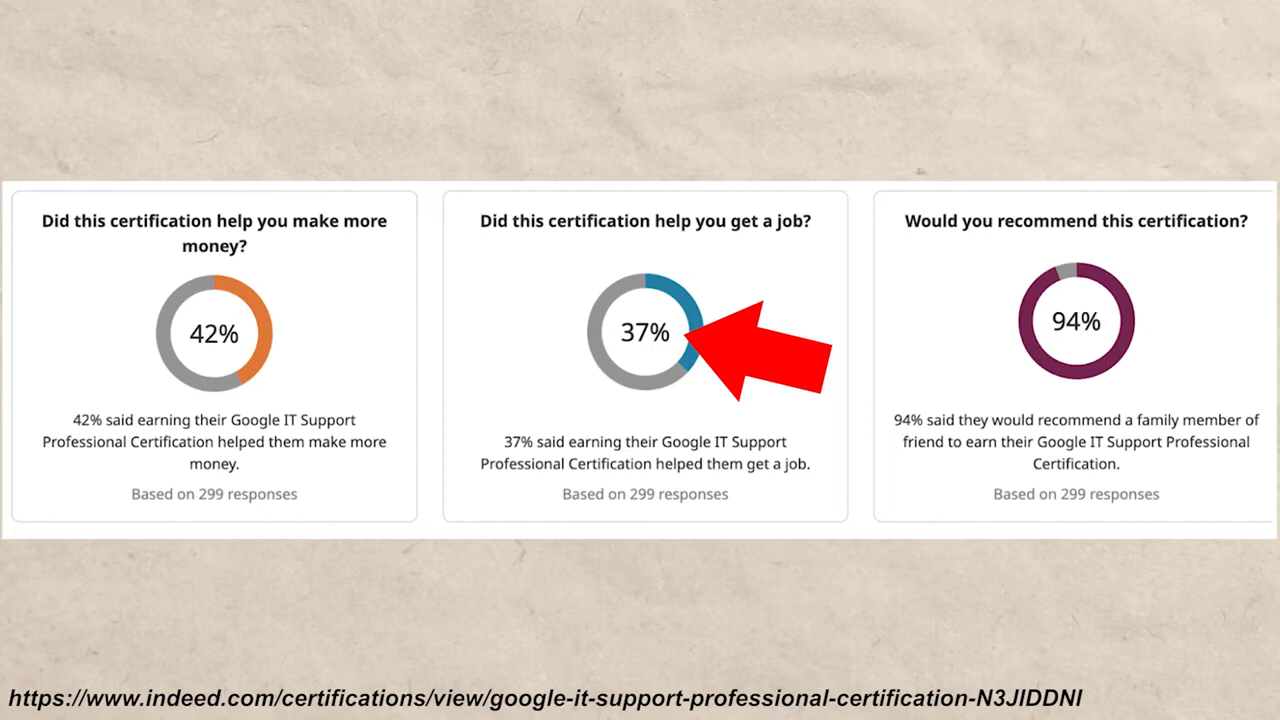 Did this certification help you make more
money?
42%
42% said earning their Google IT Support
Professional Certification helped them make more
money.
Based on 299 responses
Did this certification help you get a job?
37%
37% said earning their Google IT Support
Professional Certification helped them get a job.
Based on 299 responses
Would you recommend this certification?
94%
94% said they would recommend a family member of
friend to earn their Google IT Support Professional
Certification.
Based on 299 responses
https://www.indeed.com/certifications/view/google-it-support-professional-certification-N3JIDDNI